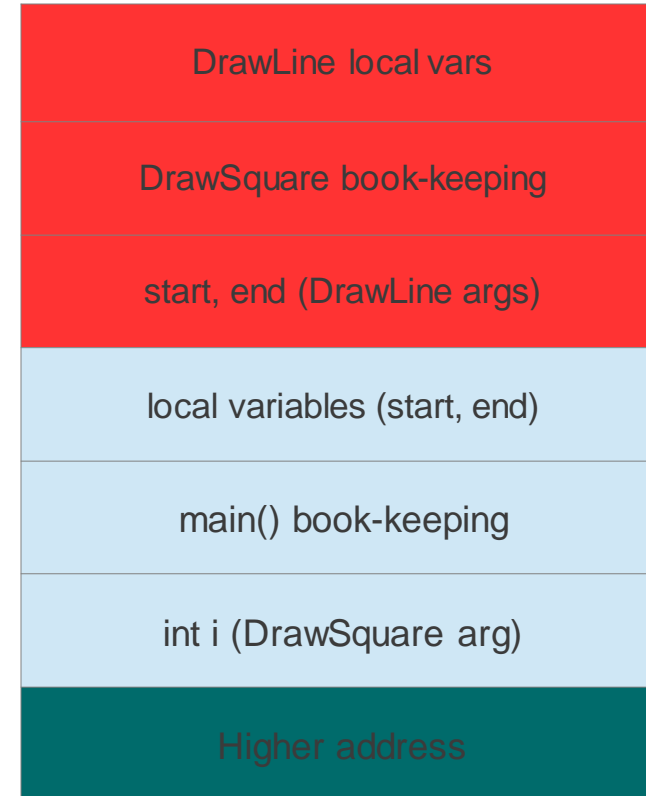 DrawLine local vars
DrawSquare book-keeping
start, end (DrawLine args)
local variables (start, end)
main() book-keeping
int i (DrawSquare arg)
Higher address